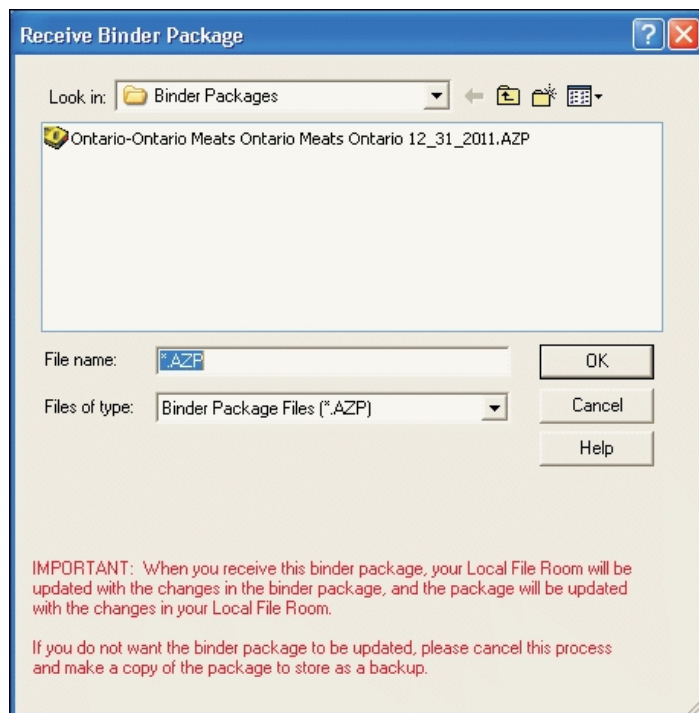 Receive Binder Package
Look in: Binder Packages
Ontario-Ontario Meats Ontario Meats Ontario 12_31_2011.AZP
File name: *.AZP
OK
Files of type: Binder Package Files (*.AZP)
Cancel
Help
IMPORTANT: When you receive this binder package, your Local File Room will be
updated with the changes in the binder package, and the package will be updated
with the changes in your Local File Room.
If you do not want the binder package to be updated, please cancel this process
and make a copy of the package to store as a backup.